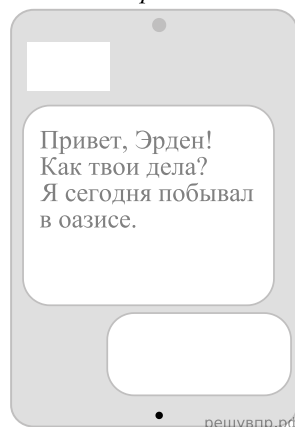 Привет, Эрден!
Как твои дела?
Я сегодня побывал
в оазисе.
решувпр.рф